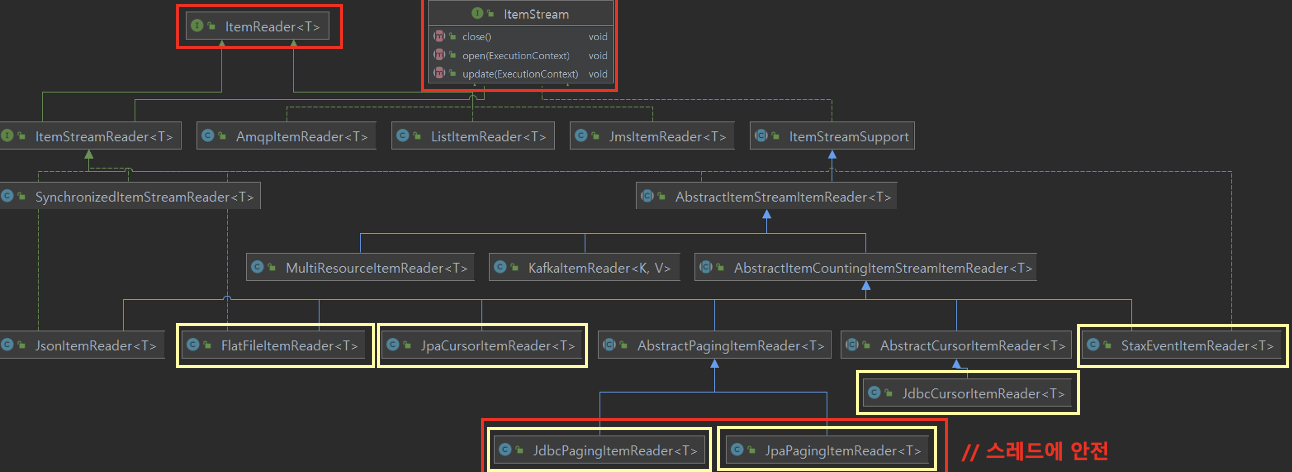 ItemReader<T>
ItemStream
close() void
open(ExecutionContext) void
update(ExecutionContext) void
ItemStreamReader<T>
AmqpItemReader<T>
ListItemReader<T>
JmsItemReader<T>
ItemStreamSupport
SynchronizedItemStreamReader<T>
AbstractItemStreamItemReader<T>
MultiResourceItemReader<T>
KafkaItemReader<K, V>
AbstractItemCountingItemStreamItemReader<T>
JsonItemReader<T>
FlatFileItemReader<T>
JpaCursorItemReader<T>
AbstractPagingItemReader<T>
AbstractCursorItemReader<T>
StaxEventItemReader<T>
JdbcCursorItemReader<T>
JdbcPagingItemReader<T>
JpaPagingItemReader<T>
// 스레드에 안전